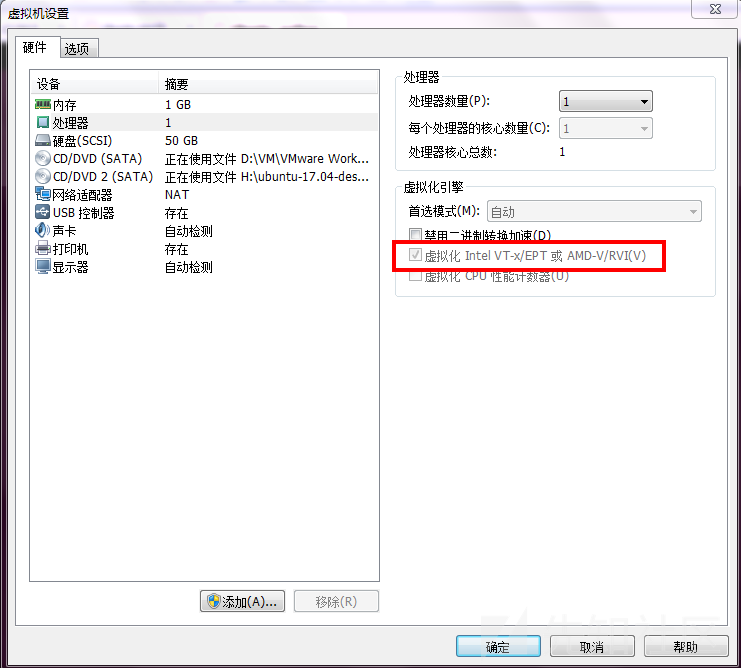 虚拟机设置
硬件 选项
设备 摘要
内存 1 GB
处理器 1
硬盘(SCSI) 50 GB
CD/DVD (SATA) 正在使用文件 D:\VM\VMware Work...
CD/DVD 2 (SATA) 正在使用文件 H:\ubuntu-17.04-des...
网络适配器 NAT
USB 控制器 存在
声卡 自动检测
打印机 存在
显示器 自动检测
添加(A)... 移除(R)
处理器
处理器数量(P): 1
每个处理器的核心数量(C): 1
处理器核心总数: 1
虚拟化引擎
首选模式(M): 自动
禁用二进制转换加速(D)
虚拟化 Intel VT-x/EPT 或 AMD-V/RVI(V)
虚拟化 CPU 性能计数器(U)
确定 取消 帮助